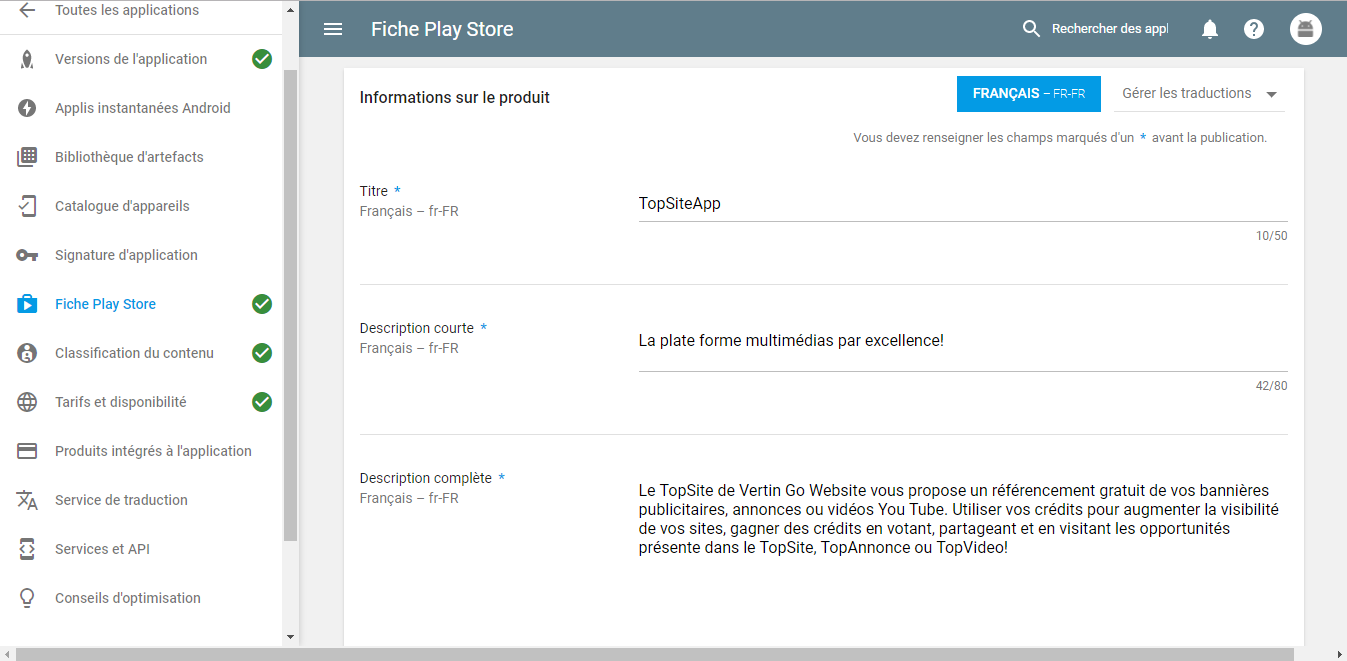 Toutes les applications
Versions de l'application
Applis instantanées Android
Bibliothèque d'artefacts
Catalogue d'appareils
Signature d'application
Fiche Play Store
Classification du contenu
Tarifs et disponibilité
Produits intégrés à l'application
Service de traduction
Services et API
Conseils d'optimisation
Fiche Play Store
Rechercher des appl
Informations sur le produit
FRANÇAIS – FR-FR
Gérer les traductions
Vous devez renseigner les champs marqués d'un * avant la publication.
Titre *
Français – fr-FR
TopSiteApp
10/50
Description courte *
Français – fr-FR
La plate forme multimédias par excellence!
42/80
Description complète *
Français – fr-FR
Le TopSite de Vertin Go Website vous propose un référencement gratuit de vos bannières
publicitaires, annonces ou vidéos You Tube. Utiliser vos crédits pour augmenter la visibilité
de vos sites, gagner des crédits en votant, partageant et en visitant les opportunités
présente dans le TopSite, TopAnnonce ou TopVideo!